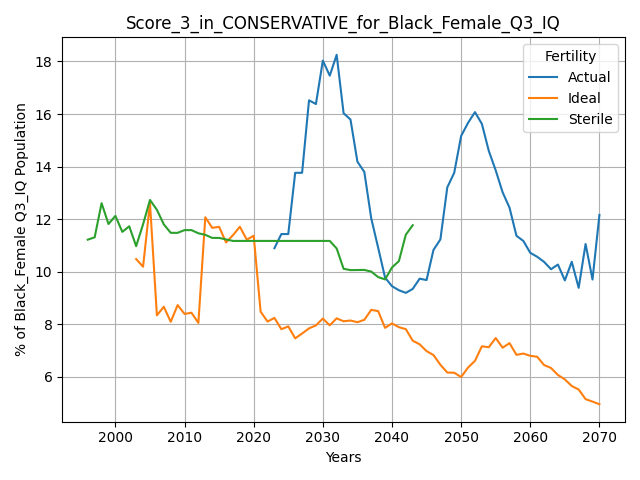 Score_3_in_CONSERVATIVE_for_Black_Female_Q3_IQ
Fertility
Actual
Ideal
Sterile
% of Black_Female Q3_IQ Population
18
16
14
12
10
8
6
2000 2010 2020 2030 2040 2050 2060 2070
Years